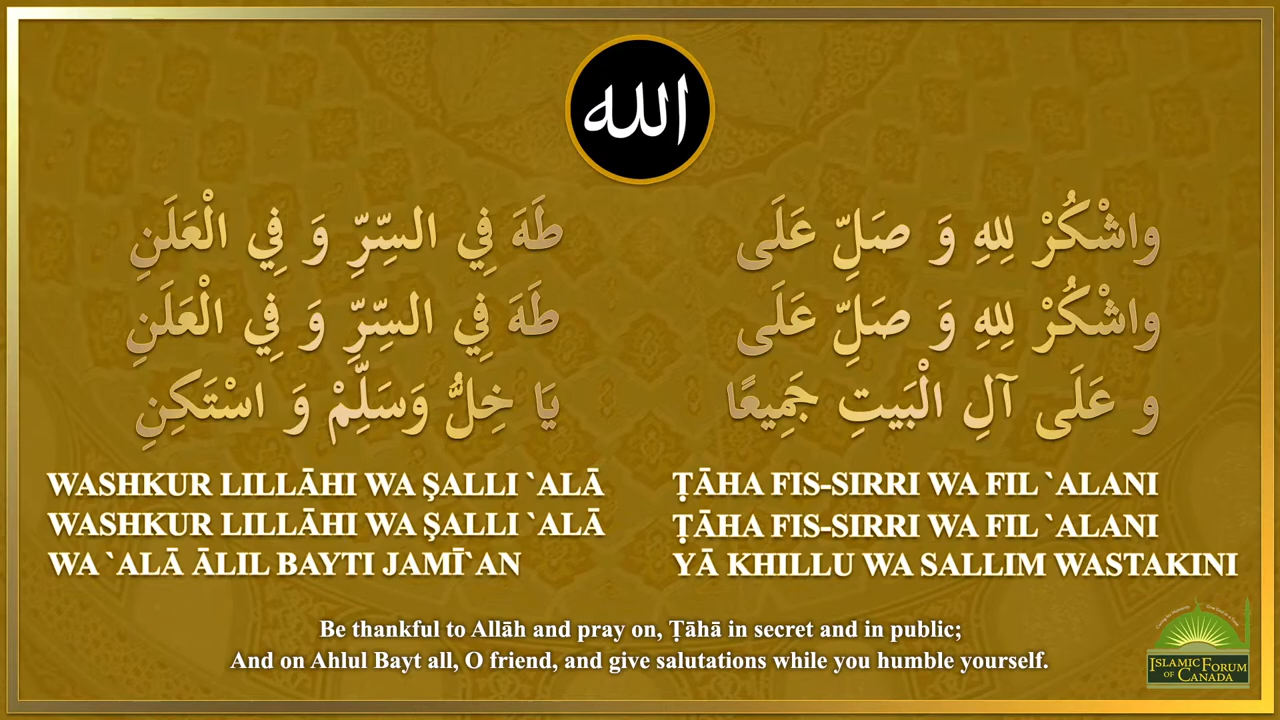 الله
واشْكُرْ لِلهِ وَ صَلِّ عَلَى طَهَ فِي السِّرِّ وَ فِي الْعَلَنِ
واشْكُرْ لِلهِ وَ صَلِّ عَلَى طَهَ فِي السِّرِّ وَ فِي الْعَلَنِ
و عَلَى آلِ الْبَيتِ جَمِيعًا يَا خِلُّ وَسَلِّمْ وَ اسْتَكِنِ
WASHKUR LILLĀHI WA ŞALLI `ALĀ ṬĀHA FIS-SIRRI WA FIL `ALANI
WASHKUR LILLĀHI WA ŞALLI `ALĀ ṬĀHA FIS-SIRRI WA FIL `ALANI
WA `ALĀ ĀLIL BAYTI JAMĪ`AN YĀ KHILLU WA SALLIM WASTAKINI
Be thankful to Allāh and pray on, Ṭāhā in secret and in public;
And on Ahlul Bayt all, O friend, and give salutations while you humble yourself.
ISLAMIC FORUM
OF CANADA